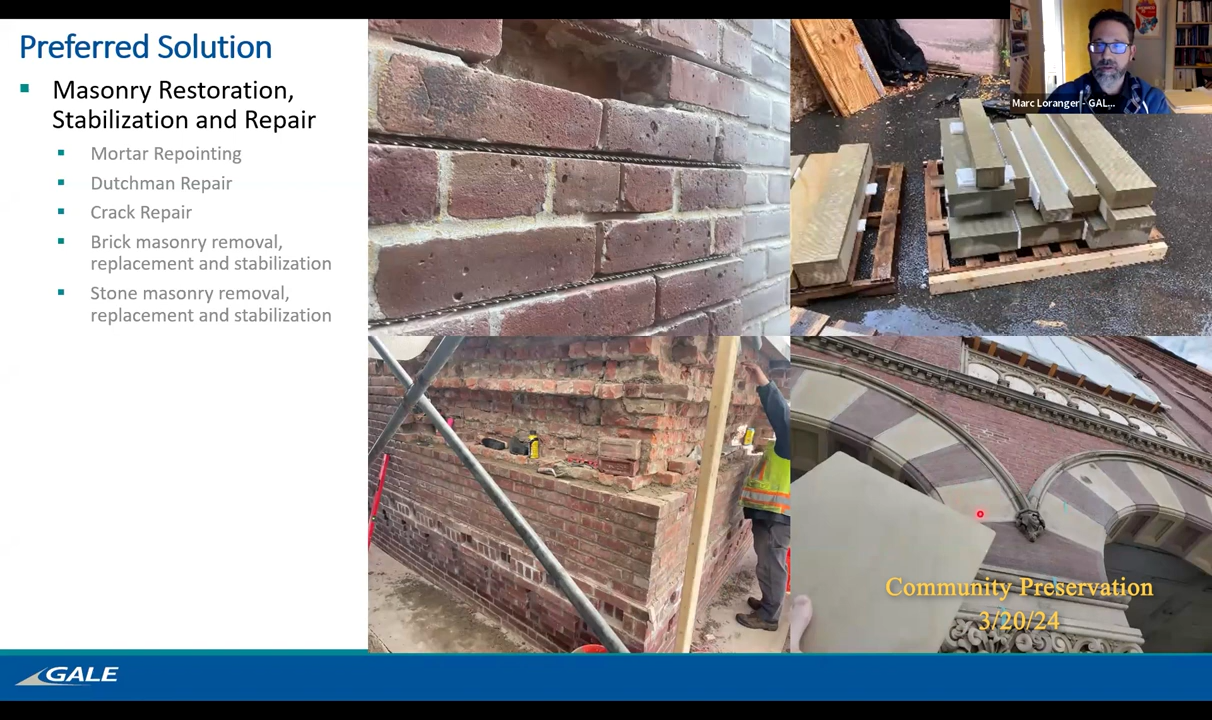 Preferred Solution
Masonry Restoration,
Stabilization and Repair
Mortar Repointing
Dutchman Repair
Crack Repair
Brick masonry removal,
replacement and stabilization
Stone masonry removal,
replacement and stabilization
Marc Loranger - GAL...
Community Preservation
3/20/24
GALE